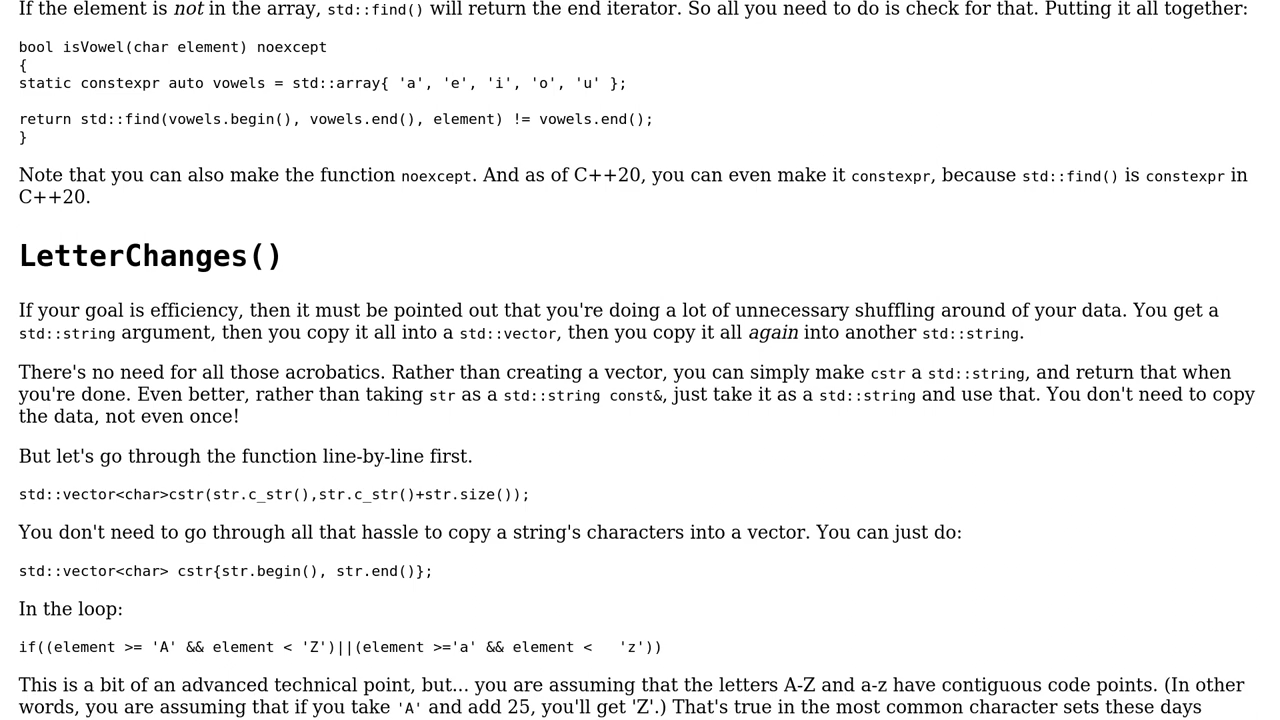 If the element is not in the array, std::find() will return the end iterator. So all you need to do is check for that. Putting it all together:
bool isVowel(char element) noexcept
{
static constexpr auto vowels = std::array{ 'a', 'e', 'i', 'o', 'u' };
return std::find(vowels.begin(), vowels.end(), element) != vowels.end();
}
Note that you can also make the function noexcept. And as of C++20, you can even make it constexpr, because std::find() is constexpr in
C++20.
LetterChanges()
If your goal is efficiency, then it must be pointed out that you're doing a lot of unnecessary shuffling around of your data. You get a
std::string argument, then you copy it all into a std::vector, then you copy it all again into another std::string.
There's no need for all those acrobatics. Rather than creating a vector, you can simply make cstr a std::string, and return that when
you're done. Even better, rather than taking str as a std::string const&, just take it as a std::string and use that. You don't need to copy
the data, not even once!
But let's go through the function line-by-line first.
std::vector<char>cstr(str.c_str(),str.c_str()+str.size());
You don't need to go through all that hassle to copy a string's characters into a vector. You can just do:
std::vector<char> cstr{str.begin(), str.end()};
In the loop:
if((element >= 'A' && element < 'Z')||(element >='a' && element <   'z'))
This is a bit of an advanced technical point, but... you are assuming that the letters A-Z and a-z have contiguous code points. (In other
words, you are assuming that if you take 'A' and add 25, you'll get 'Z'.) That's true in the most common character sets these days